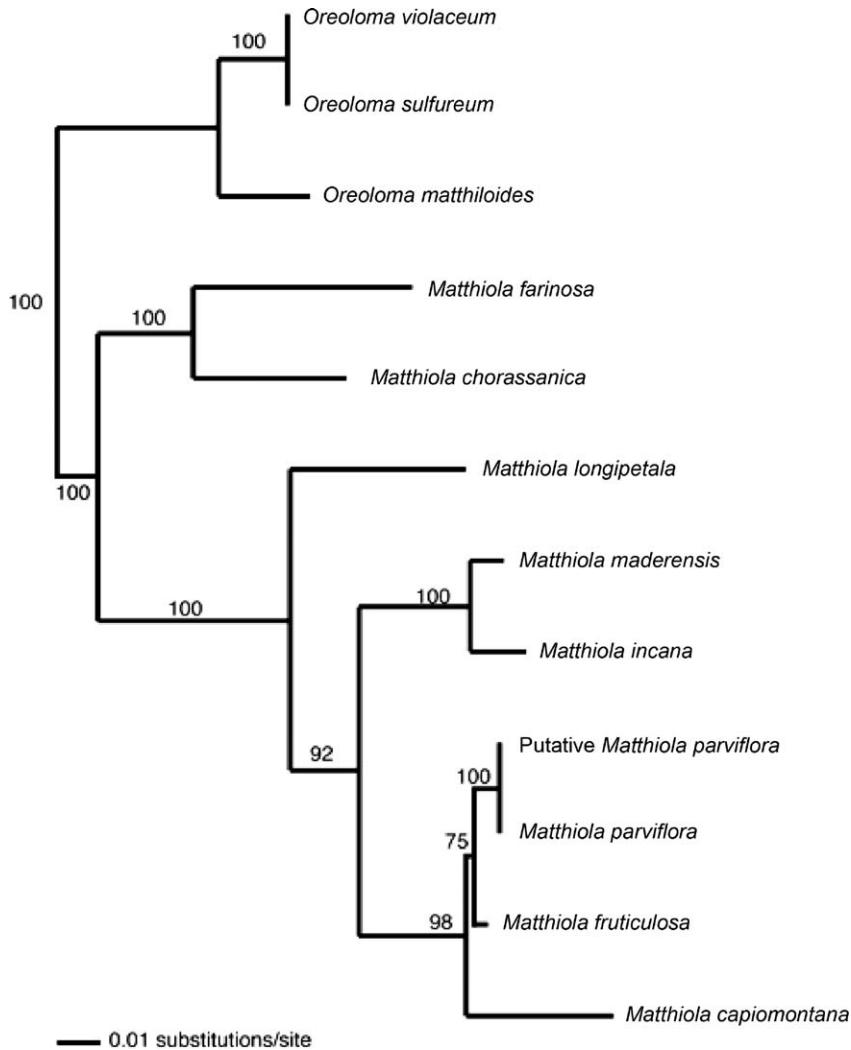 Oreoloma violaceum
100
Oreoloma sulfureum
Oreoloma matthiloides
Matthiola farinosa
100
100
Matthiola chorassanica
Matthiola longipetala
100
Matthiola maderensis
100
100
Matthiola incana
Putative Matthiola parviflora
92
100
Matthiola parviflora
75
98
Matthiola fruticulosa
Matthiola capiomontana
0.01 substitutions/site